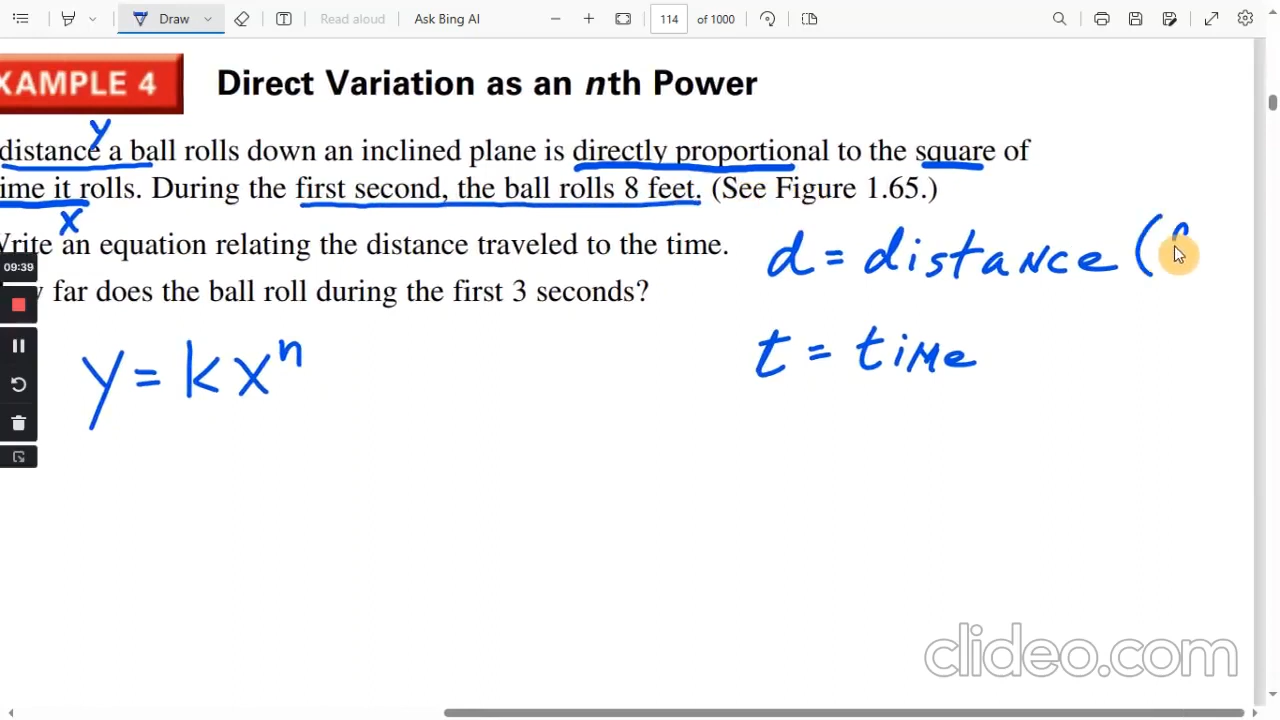 Draw
Read aloud
Ask Bing AI
114 of 1000
XAMPLE 4 Direct Variation as an nth Power
y
distance a ball rolls down an inclined plane is directly proportional to the square of
ime it rolls. During the first second, the ball rolls 8 feet. (See Figure 1.65.)
x
Write an equation relating the distance traveled to the time.
09:39
far does the ball roll during the first 3 seconds?
d = distance (
t = time
y = kxⁿ
clideo.com